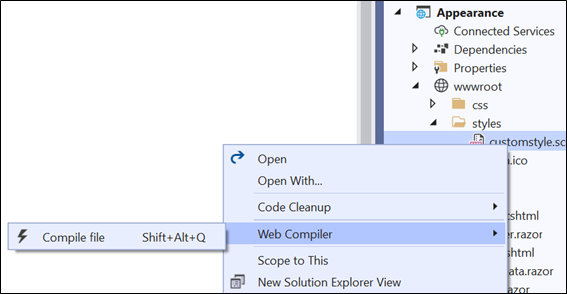 Appearance
Connected Services
Dependencies
Properties
wwwroot
css
styles
customstyle.sc
.ico
Open
Open With...
Code Cleanup
cshtml
Web Compiler
er.razor
Compile file Shift+Alt+Q
shtml
Scope to This
ata.razor
New Solution Explorer View
razor